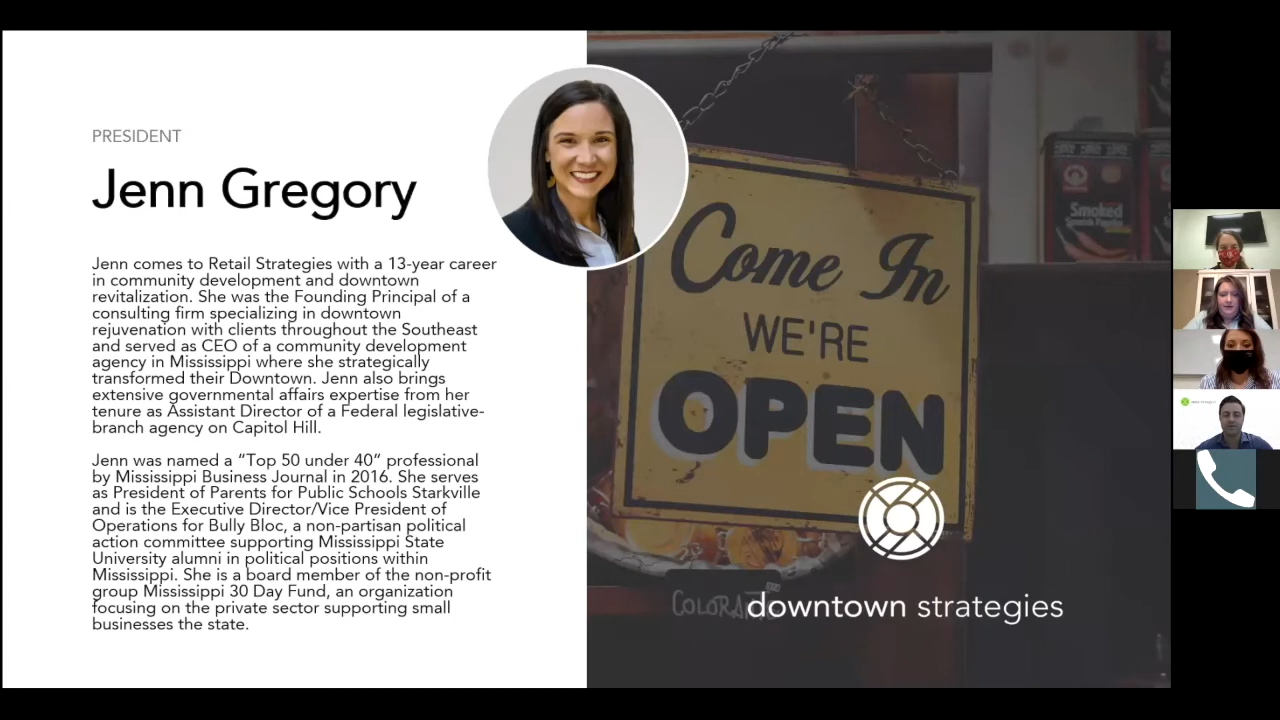 PRESIDENT
Jenn Gregory
Jenn comes to Retail Strategies with a 13-year career
in community development and downtown
revitalization. She was the Founding Principal of a
consulting firm specializing in downtown
rejuvenation with clients throughout the Southeast
and served as CEO of a community development
agency in Mississippi where she strategically
transformed their Downtown. Jenn also brings
extensive governmental affairs expertise from her
tenure as Assistant Director of a Federal legislative-
branch agency on Capitol Hill.
Jenn was named a “Top 50 under 40” professional
by Mississippi Business Journal in 2016. She serves
as President of Parents for Public Schools Starkville
and is the Executive Director/Vice President of
Operations for Bully Bloc, a non-partisan political
action committee supporting Mississippi State
University alumni in political positions within
Mississippi. She is a board member of the non-profit
group Mississippi 30 Day Fund, an organization
focusing on the private sector supporting small
businesses the state.
Come In
WE'RE
OPEN
Smoked
downtown strategies